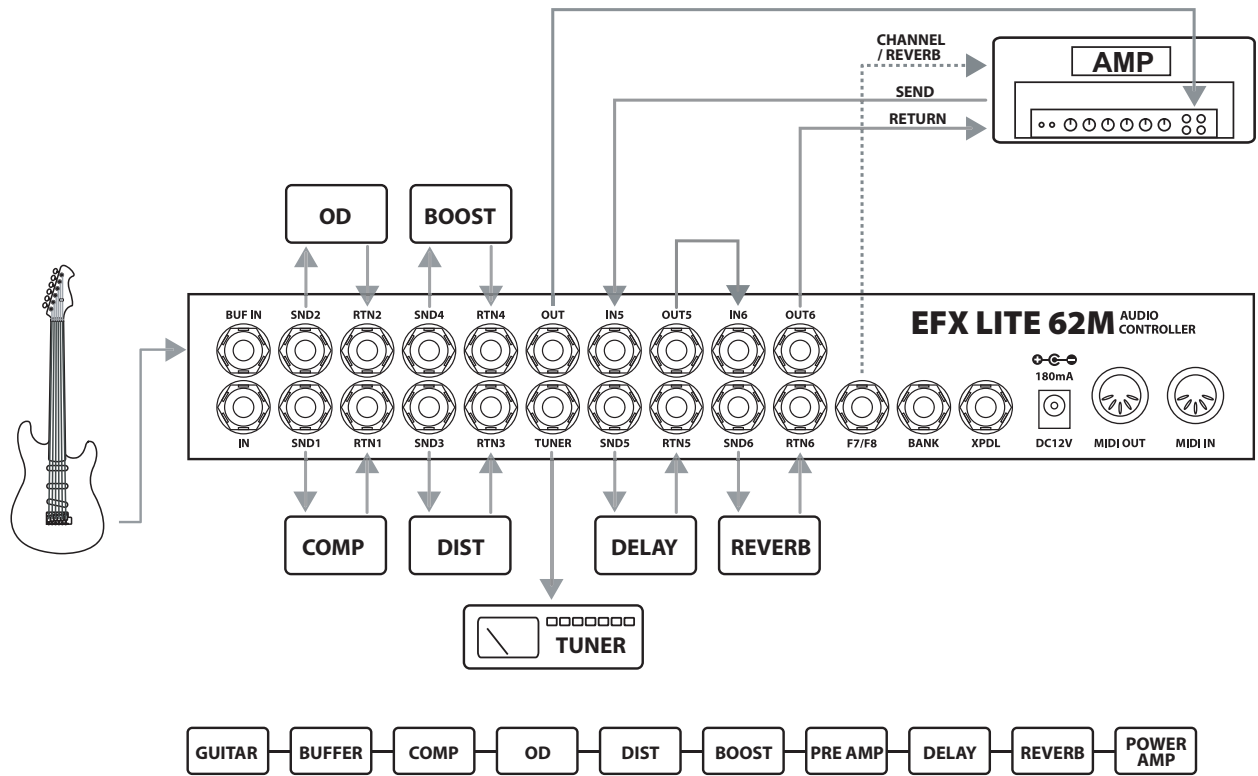 CHANNEL
/ REVERB
AMP
SEND
RETURN
OD
BOOST
BUF IN
SND2
RTN2
SND4
RTN4
OUT
IN5
OUT5
IN6
OUT6
EFX LITE 62M AUDIO
CONTROLLER
180mA
IN
SND1
RTN1
SND3
RTN3
TUNER
SND5
RTN5
SND6
RTN6
F7/F8
BANK
XPDL
DC12V
MIDI OUT
MIDI IN
COMP
DIST
DELAY
REVERB
TUNER
GUITAR
BUFFER
COMP
OD
DIST
BOOST
PRE AMP
DELAY
REVERB
POWER
AMP